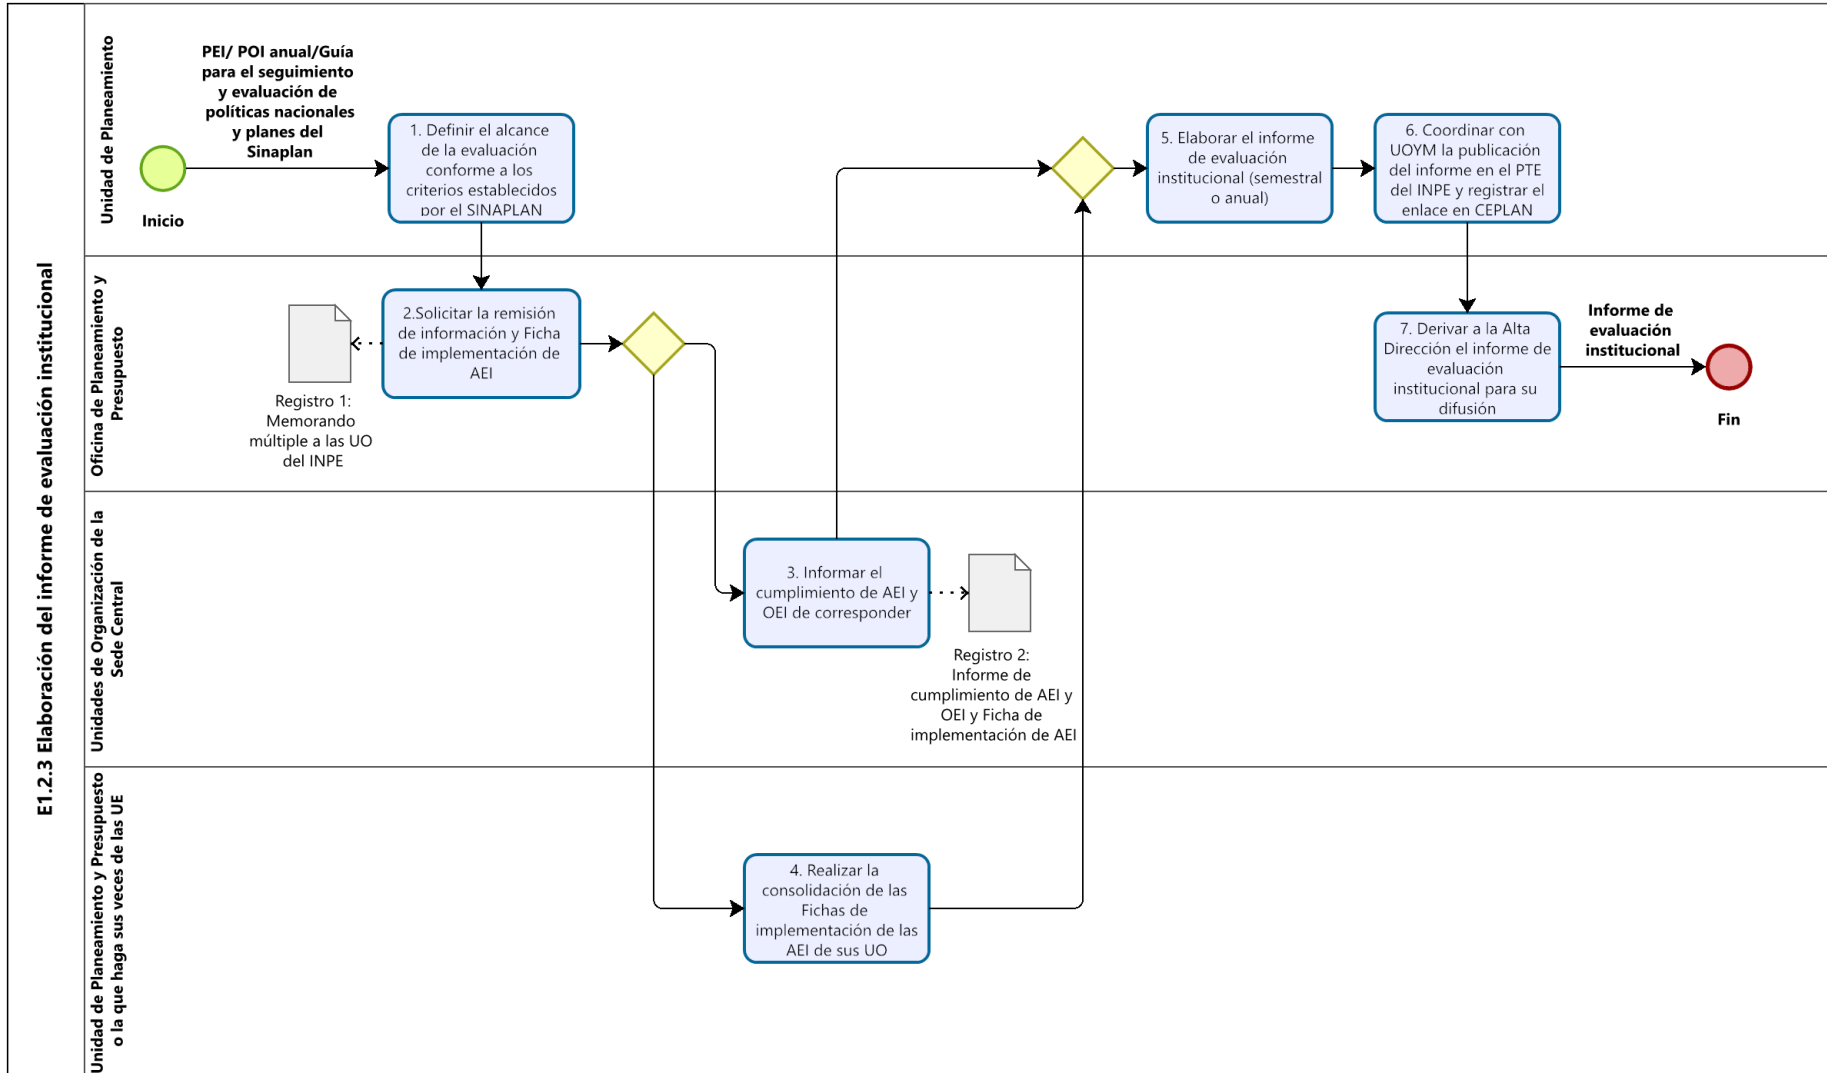 E1.2.3 Elaboración del informe de evaluación institucional
Unidad de Planeamiento
PEI/ POI anual/Guía
para el seguimiento
y evaluación de
políticas nacionales
y planes del
Sinaplan
Inicio
1. Definir el alcance
de la evaluación
conforme a los
criterios establecidos
por el SINAPLAN
5. Elaborar el informe
de evaluación
institucional (semestral
o anual)
6. Coordinar con
UOYM la publicación
del informe en el PTE
del INPE y registrar el
enlace en CEPLAN
Oficina de Planeamiento y
Presupuesto
Registro 1:
Memorando
múltiple a las UO
del INPE
2.Solicitar la remisión
de información y Ficha
de implementación de
AEI
7. Derivar a la Alta
Dirección el informe de
evaluación
institucional para su
difusión
Informe de
evaluación
institucional
Fin
Unidades de Organización de la
Sede Central
3. Informar el
cumplimiento de AEI y
OEI de corresponder
Registro 2:
Informe de
cumplimiento de AEI y
OEI y Ficha de
implementación de AEI
Unidad de Planeamiento y Presupuesto
o la que haga sus veces de las UE
4. Realizar la
consolidación de las
Fichas de
implementación de las
AEI de sus UO